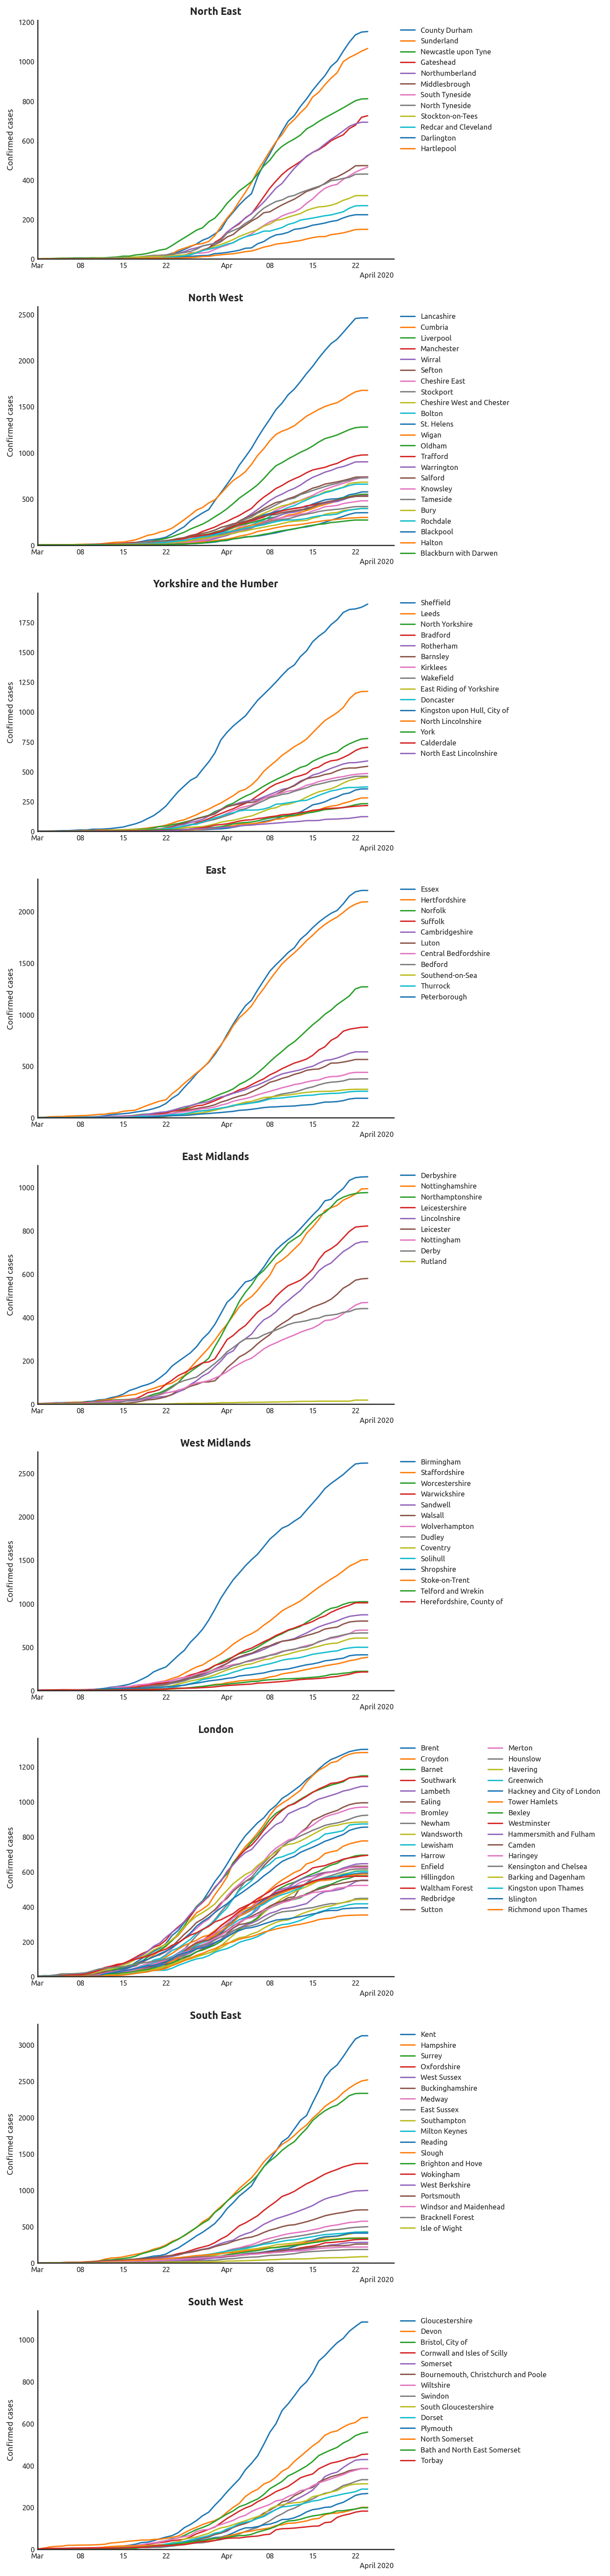 North East
1200
1000
800
600
400
200
0
Confirmed cases
Mar 08 15 22 Apr 08 15 22
April 2020
County Durham
Sunderland
Newcastle upon Tyne
Gateshead
Northumberland
Middlesbrough
South Tyneside
North Tyneside
Stockton-on-Tees
Redcar and Cleveland
Darlington
Hartlepool
North West
2500
2000
1500
1000
500
0
Confirmed cases
Mar 08 15 22 Apr 08 15 22
April 2020
Lancashire
Cumbria
Liverpool
Manchester
Wirral
Sefton
Cheshire East
Stockport
Cheshire West and Chester
Bolton
St. Helens
Wigan
Oldham
Trafford
Warrington
Salford
Knowsley
Tameside
Bury
Rochdale
Blackpool
Halton
Blackburn with Darwen
Yorkshire and the Humber
1750
1500
1250
1000
750
500
250
0
Confirmed cases
Mar 08 15 22 Apr 08 15 22
April 2020
Sheffield
Leeds
North Yorkshire
Bradford
Rotherham
Barnsley
Kirklees
Wakefield
East Riding of Yorkshire
Doncaster
Kingston upon Hull, City of
North Lincolnshire
York
Calderdale
North East Lincolnshire
East
2000
1500
1000
500
0
Confirmed cases
Mar 08 15 22 Apr 08 15 22
April 2020
Essex
Hertfordshire
Norfolk
Suffolk
Cambridgeshire
Luton
Central Bedfordshire
Bedford
Southend-on-Sea
Thurrock
Peterborough
East Midlands
1000
800
600
400
200
0
Confirmed cases
Mar 08 15 22 Apr 08 15 22
April 2020
Derbyshire
Nottinghamshire
Northamptonshire
Leicestershire
Lincolnshire
Leicester
Nottingham
Derby
Rutland
West Midlands
2500
2000
1500
1000
500
0
Confirmed cases
Mar 08 15 22 Apr 08 15 22
April 2020
Birmingham
Staffordshire
Worcestershire
Warwickshire
Sandwell
Walsall
Wolverhampton
Dudley
Coventry
Solihull
Shropshire
Stoke-on-Trent
Telford and Wrekin
Herefordshire, County of
London
1200
1000
800
600
400
200
0
Confirmed cases
Mar 08 15 22 Apr 08 15 22
April 2020
Brent
Croydon
Barnet
Southwark
Lambeth
Ealing
Bromley
Newham
Wandsworth
Lewisham
Harrow
Enfield
Hillingdon
Waltham Forest
Redbridge
Sutton
Merton
Hounslow
Havering
Greenwich
Hackney and City of London
Tower Hamlets
Bexley
Westminster
Hammersmith and Fulham
Camden
Haringey
Kensington and Chelsea
Barking and Dagenham
Kingston upon Thames
Islington
Richmond upon Thames
South East
3000
2500
2000
1500
1000
500
0
Confirmed cases
Mar 08 15 22 Apr 08 15 22
April 2020
Kent
Hampshire
Surrey
Oxfordshire
West Sussex
Buckinghamshire
Medway
East Sussex
Southampton
Milton Keynes
Reading
Slough
Brighton and Hove
Wokingham
West Berkshire
Portsmouth
Windsor and Maidenhead
Bracknell Forest
Isle of Wight
South West
1000
800
600
400
200
0
Confirmed cases
Mar 08 15 22 Apr 08 15 22
April 2020
Gloucestershire
Devon
Bristol, City of
Cornwall and Isles of Scilly
Somerset
Bournemouth, Christchurch and Poole
Wiltshire
Swindon
South Gloucestershire
Dorset
Plymouth
North Somerset
Bath and North East Somerset
Torbay